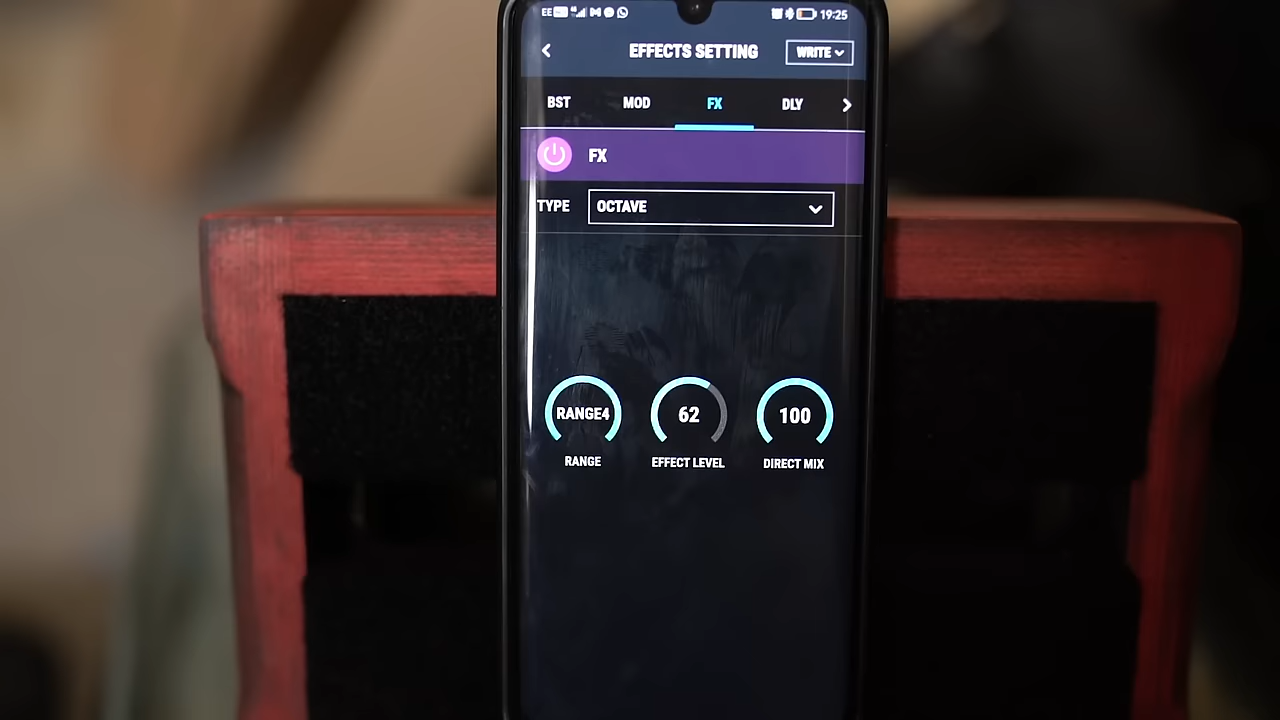 EE 19:25
EFFECTS SETTING WRITE
BST MOD FX DLY
FX
TYPE OCTAVE
RANGE4 62 100
RANGE EFFECT LEVEL DIRECT MIX